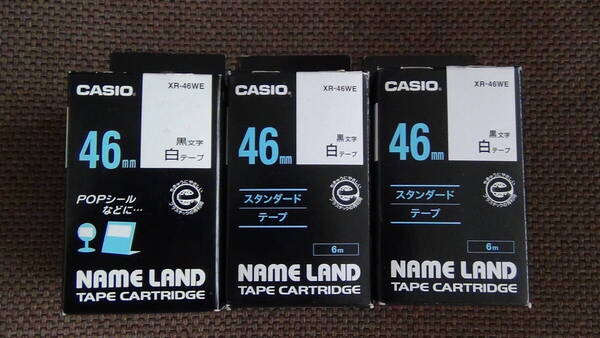 CASIO
XR-46WE
46mm
黒文字
白テープ
POPシール
などに…
NAME LAND
TAPE CARTRIDGE
CASIO
XR-46WE
46mm
黒文字
白テープ
スタンダード
テープ
6m
NAME LAND
TAPE CARTRIDGE
CASIO
XR-46WE
46mm
黒文字
白テープ
スタンダード
テープ
6m
NAME LAND
TAPE CARTRIDGE